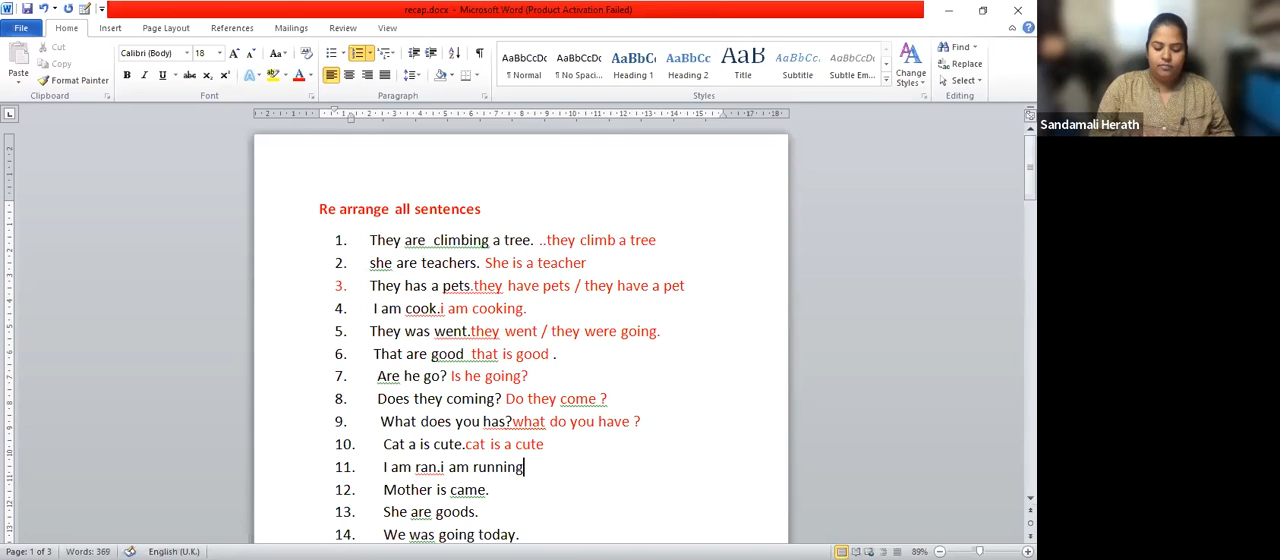 recap.docx - Microsoft Word (Product Activation Failed)
File Home Insert Page Layout References Mailings Review View
Paste Cut Copy Format Painter
Calibri (Body) 18
AaBbCcDc AaBbCcDc AaBbCc AaBbCc AaB AaBbCc. AaBbCcDc
¶ Normal ¶ No Spaci... Heading 1 Heading 2 Title Subtitle Subtle Em...
Change Styles
Find Replace Select
Clipboard Font Paragraph Styles Editing
Sandamali Herath
Re arrange all sentences
1. They are climbing a tree. ..they climb a tree
2. she are teachers. She is a teacher
3. They has a pets.they have pets / they have a pet
4. I am cook.i am cooking.
5. They was went.they went / they were going.
6. That are good that is good .
7. Are he go? Is he going?
8. Does they coming? Do they come ?
9. What does you has?what do you have ?
10. Cat a is cute.cat is a cute
11. I am ran.i am running
12. Mother is came.
13. She are goods.
14. We was going today.
Page: 1 of 3 Words: 369 English (U.K.) 89%